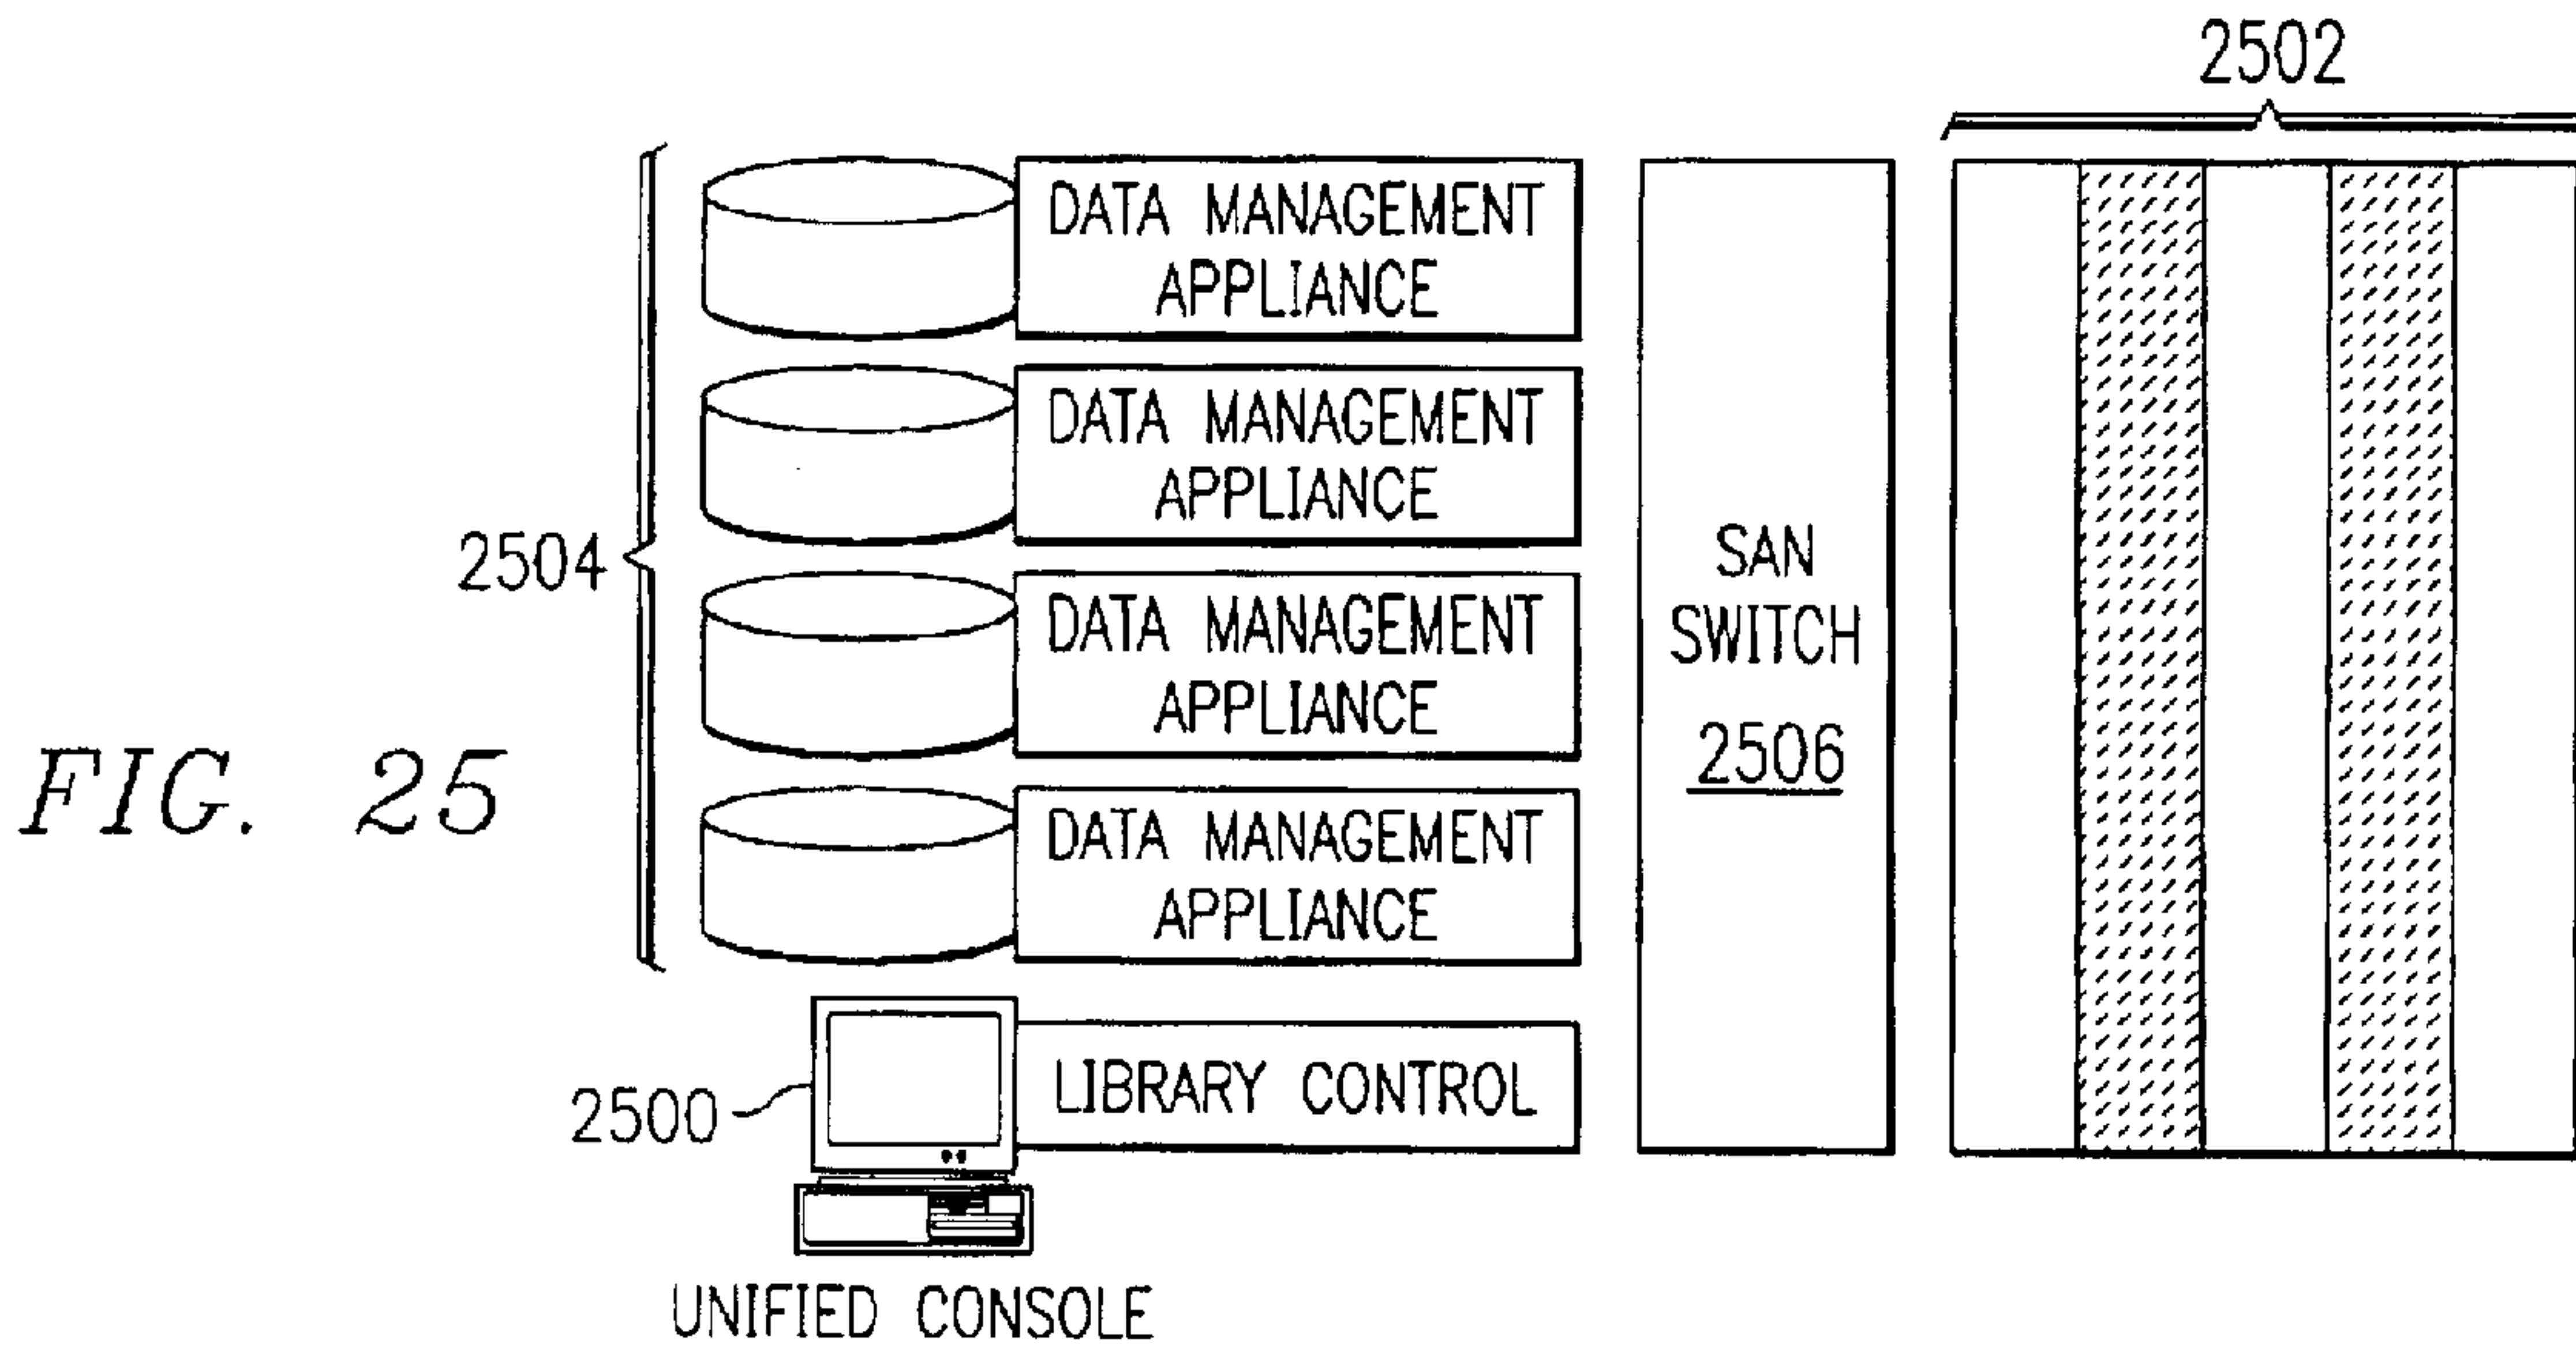 2502
DATA MANAGEMENT
APPLIANCE
DATA MANAGEMENT
APPLIANCE
2504
DATA MANAGEMENT
APPLIANCE
DATA MANAGEMENT
APPLIANCE
SAN
SWITCH
2506
FIG. 25
2500
LIBRARY CONTROL
UNIFIED CONSOLE